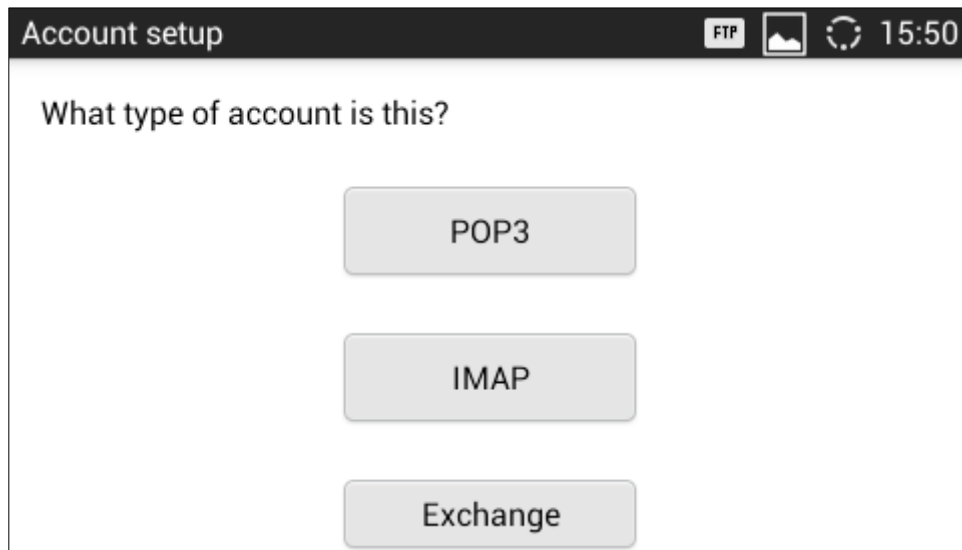 Account setup
FTP
15:50
What type of account is this?
POP3
IMAP
Exchange